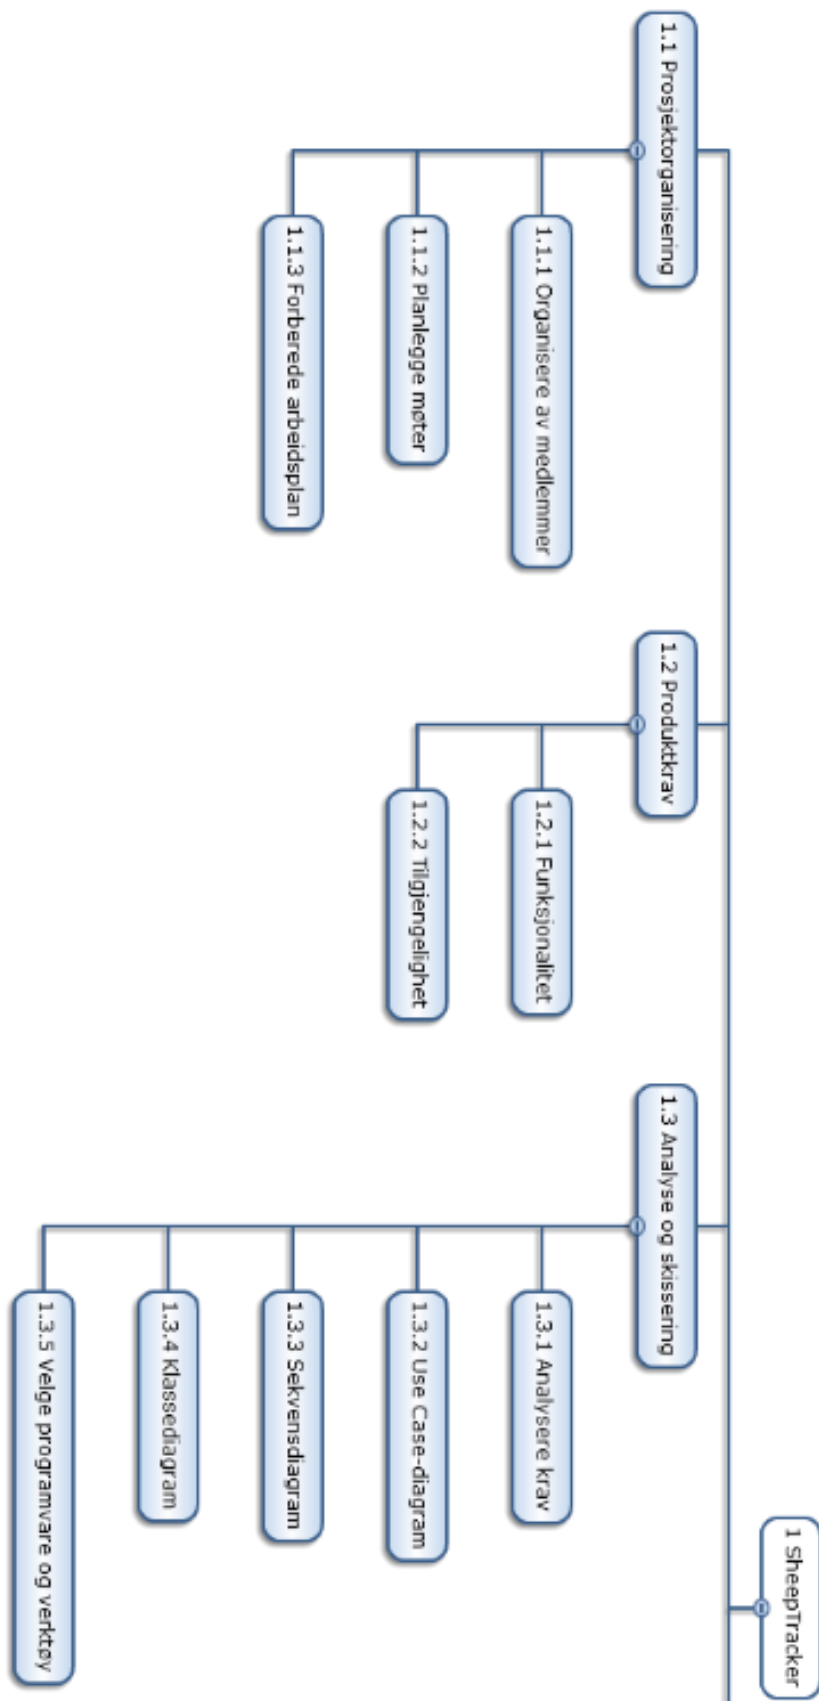 1 SheepTracker
1.1 Prosjektorganisering
1.1.1 Organisere av medlemmer
1.1.2 Planlegge møter
1.1.3 Forberede arbeidsplan
1.2 Produktkrav
1.2.1 Funksjonalitet
1.2.2 Tilgjengelighet
1.3 Analyse og skissering
1.3.1 Analysere krav
1.3.2 Use Case-diagram
1.3.3 Sekvensdiagram
1.3.4 Klassediagram
1.3.5 Velge programvare og verktøy